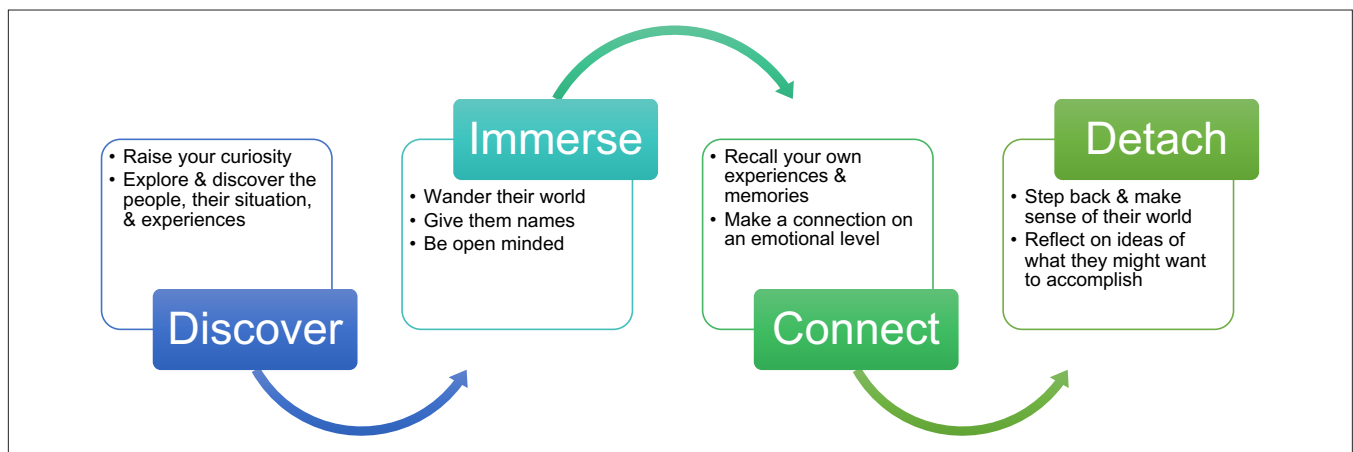 • Raise your curiosity
• Explore & discover the
people, their situation,
& experiences
Discover
Immerse
• Wander their world
• Give them names
• Be open minded
• Recall your own
experiences &
memories
• Make a connection on
an emotional level
Connect
Detach
• Step back & make
sense of their world
• Reflect on ideas of
what they might want
to accomplish